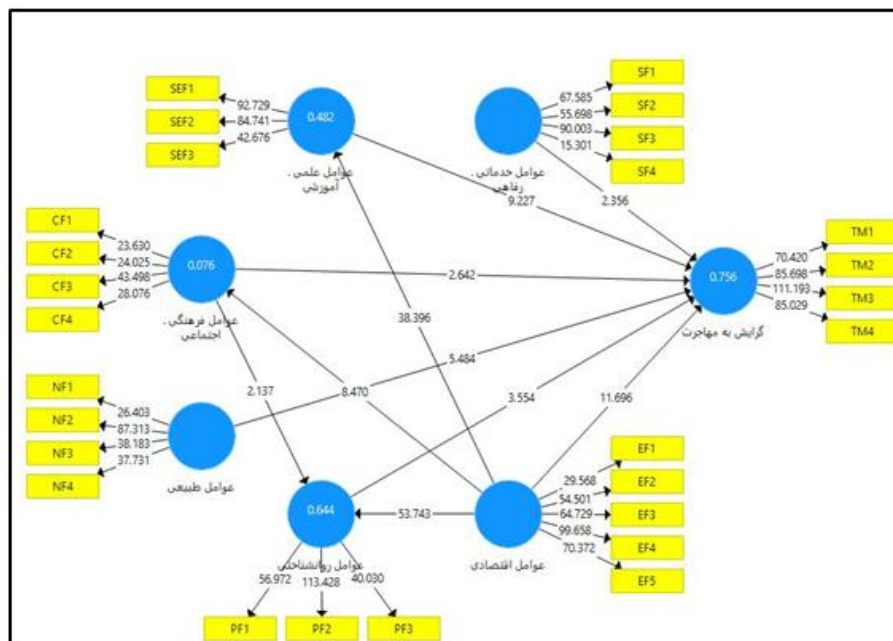 SEF1
SEF2
SEF3
92.729
84.741
42.676
0.482
عوامل علمی ـ
آموزشی
SF1
SF2
SF3
SF4
67.585
55.698
90.003
15.301
عوامل خدماتی ـ
رفاهی
9.227
2.356
CF1
CF2
CF3
CF4
23.630
24.025
43.498
28.076
0.076
عوامل فرهنگی ـ
اجتماعی
2.642
TM1
TM2
TM3
TM4
70.420
85.698
111.193
85.029
0.756
گرایش به مهاجرت
38.396
5.484
2.137
8.470
3.554
11.696
NF1
NF2
NF3
NF4
26.403
87.313
38.183
37.731
عوامل طبیعی
EF1
EF2
EF3
EF4
EF5
29.568
54.501
64.729
99.658
70.372
0.644
53.743
عوامل روانشناختی
عوامل اقتصادی
56.972
113.428
40.030
PF1
PF2
PF3